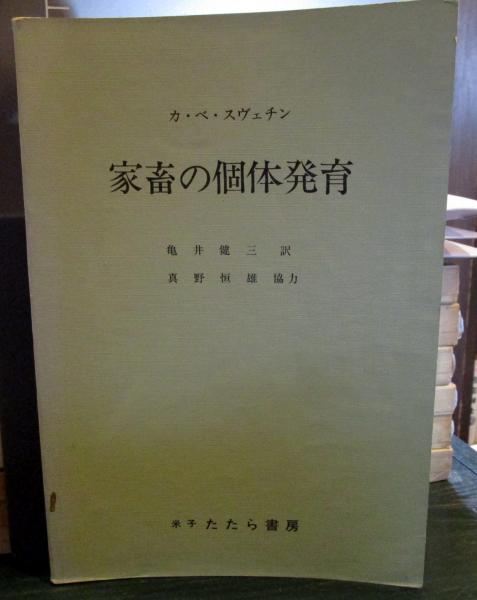 カ・ベ・スヴェチン
家畜の個体発育
亀井健三訳
真野恒雄協力
米子たたら書房